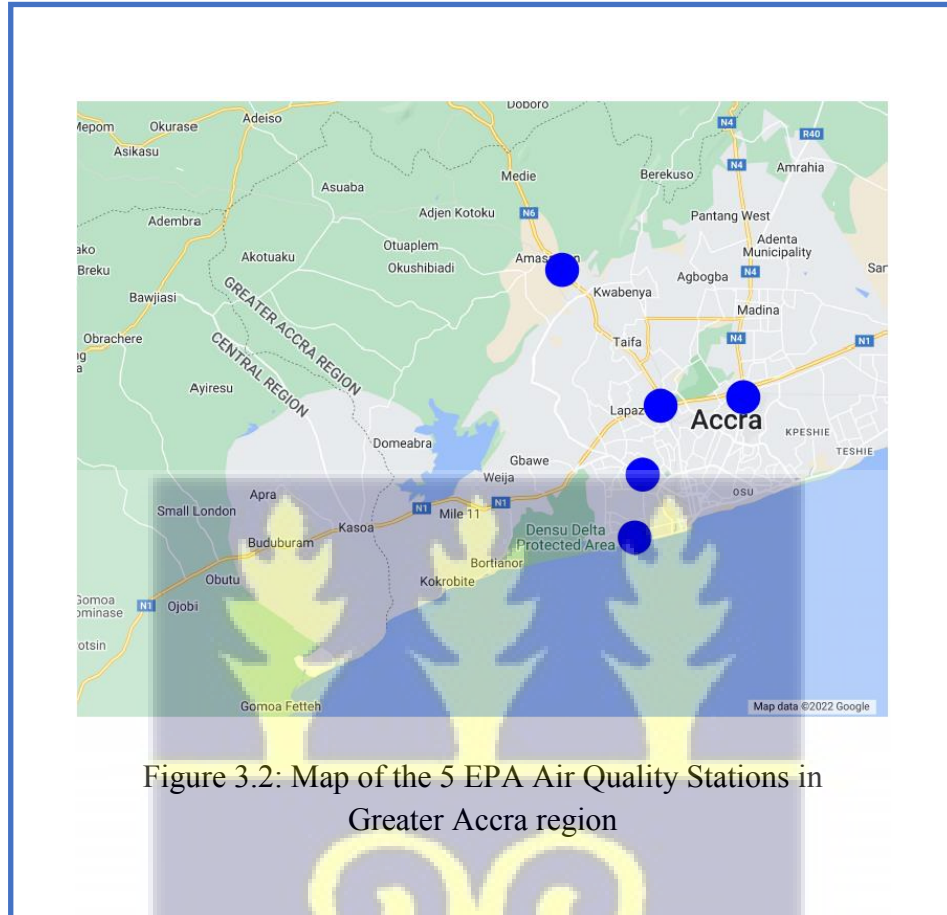 Doboro
Mepom
Okurase
Adeiso
N4
R40
Asikasu
Medie
Berekuso
N4
Amrahia
Asuaba
Adjen Kotoku
N6
Pantang West
Adembra
Otuaplem
Adenta
Municipality
Akotuaku
Okushibiadi
N4
Breku
Agbogba
Bawjiasi
Kwabenya
GREATER ACCRA REGION
Madina
Obrachere
CENTRAL REGION
Taifa
N4
N1
Ayiresu
Lapaz
Accra
KPESHIE
Domeabra
TESHIE
Gbawe
Weija
OSU
Apra
N1
N1
Small London
Mile 11
Kasoa
Densu Delta
Protected Area
Buduburam
Bortianor
Obutu
Kokrobite
Gomoa
N1
Ojobi
Gomoa Fetteh
Map data ©2022 Google
Figure 3.2: Map of the 5 EPA Air Quality Stations in
Greater Accra region